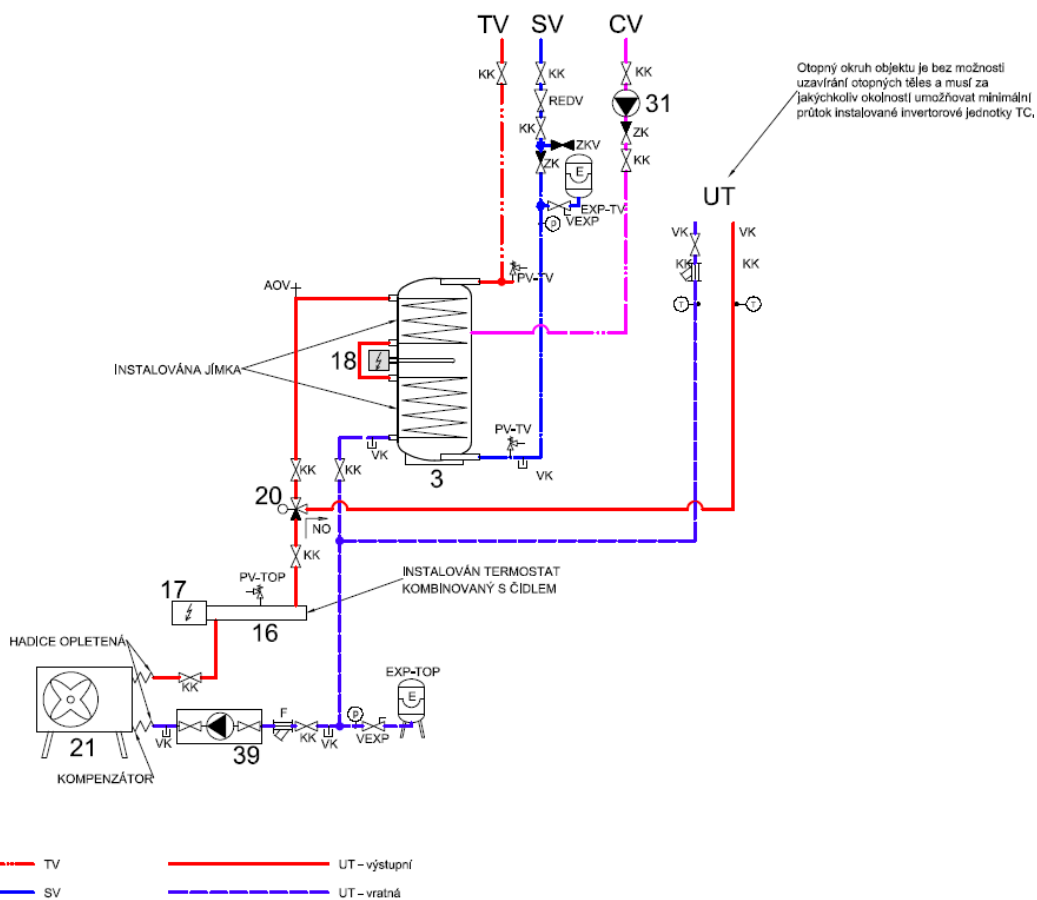 TV
SV
CV
Otopný okruh objektu je bez možnosti
uzavírání otopných těles a musí za
jakýchkoliv okolností umožňovat minimální
průtok instalované invertorové jednotky TC.
KK
KK
KK
REDV
31
KK
ZK
ZKV
ZK
KK
E
EXP-TV
VEXP
P
UT
VK
VK
KK
KK
PV-TV
AOV
T
T
18
INSTALOVÁNA JÍMKA
PV-TV
VK
VK
KK
KK
3
20
NO
KK
INSTALOVÁN TERMOSTAT
KOMBINOVANÝ S ČIDLEM
PV-TOP
17
16
HADICE OPLETENÁ
KK
EXP-TOP
E
F
P
VK
KK
VK
VEXP
21
39
KOMPENZÁTOR
TV
UT – výstupní
SV
UT – vratná